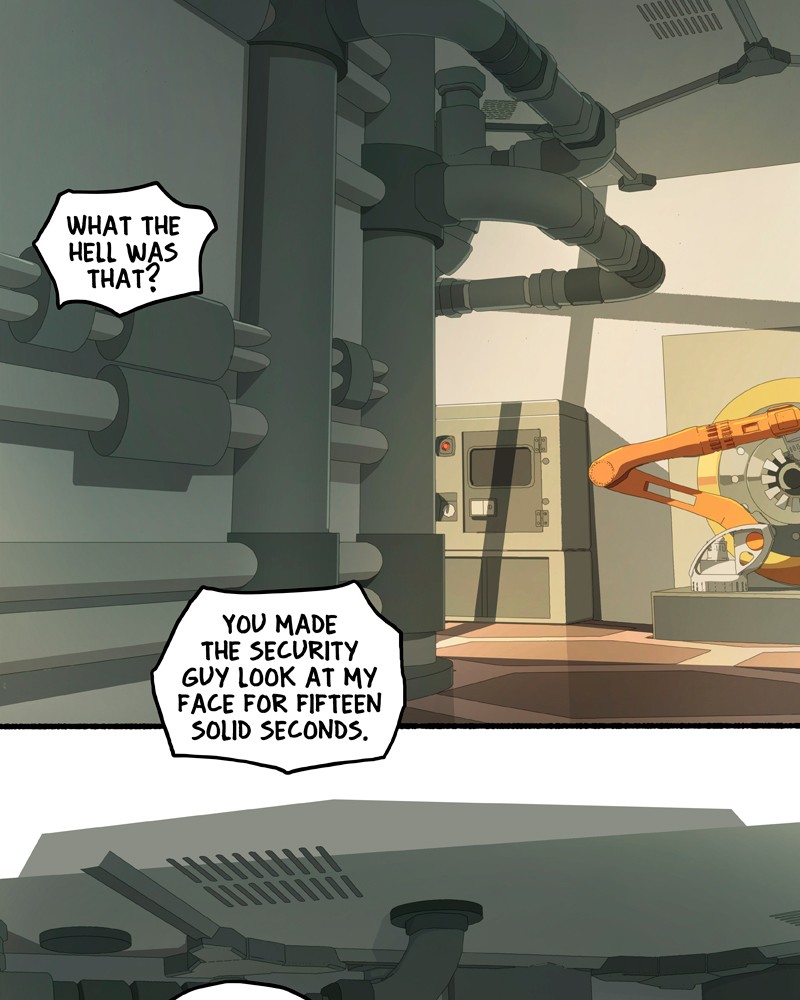 WHAT THE
HELL WAS
THAT?
YOU MADE
THE SECURITY
GUY LOOK AT MY
FACE FOR FIFTEEN
SOLID SECONDS.